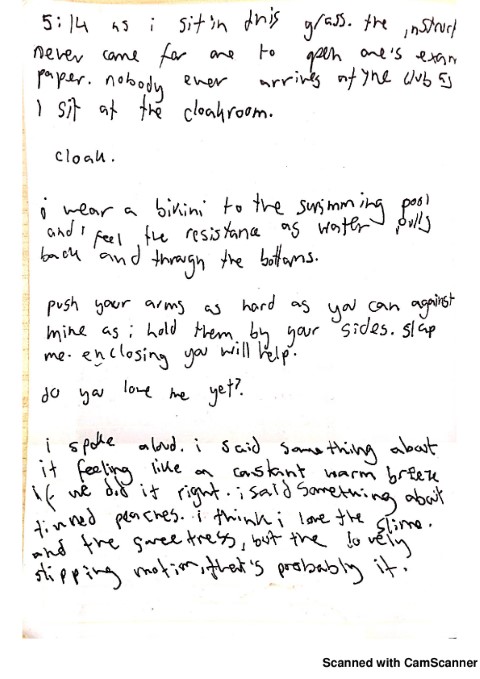 5:14 as i sit in this grass. the instruct
never came for me to open one's exam
paper. nobody ever arrives at the club as
i sit at the cloakroom.
cloak.
i wear a bikini to the swimming pool
and i feel the resistance as water pulls
back and through the bottoms.
push your arms as hard as you can against
mine as i hold them by your sides. slap
me. enclosing you will help.
do you love me yet?
i spoke aloud. i said something about
it feeling like a constant warm breeze
if we did it right. i said something about
tinned peaches. i think i love the slime.
and the sweetness, but the lovely
slipping motion, that's probably it.
Scanned with CamScanner